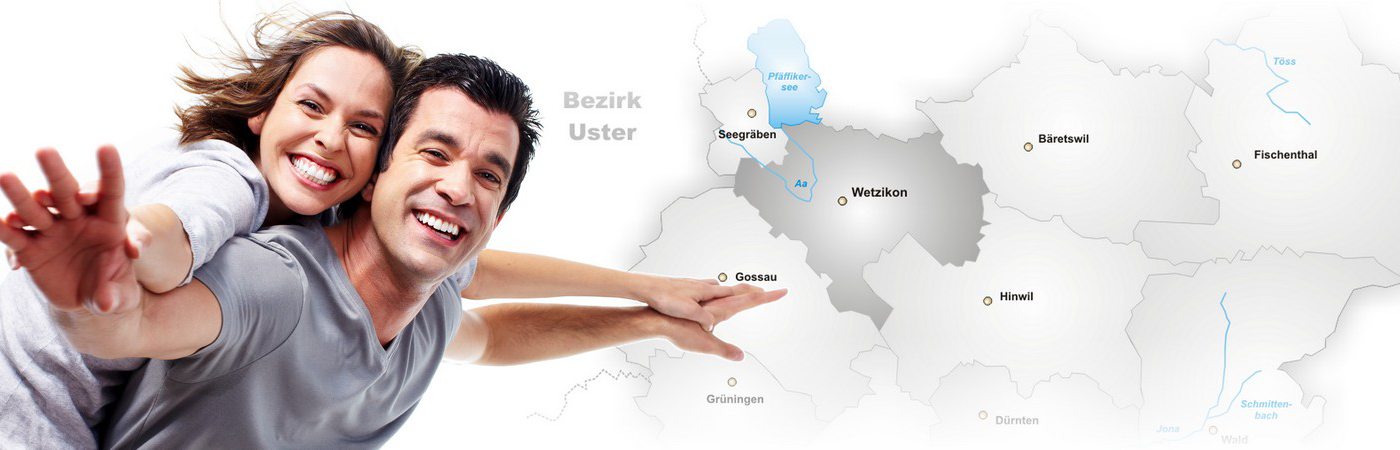 Bezirk
Uster
Pfäffiker-
see
Töss
Seegräben
Bäretswil
Fischenthal
Aa
Wetzikon
Gossau
Hinwil
Grüningen
Dürnten
Schmitten-
bach
Jona
Wald